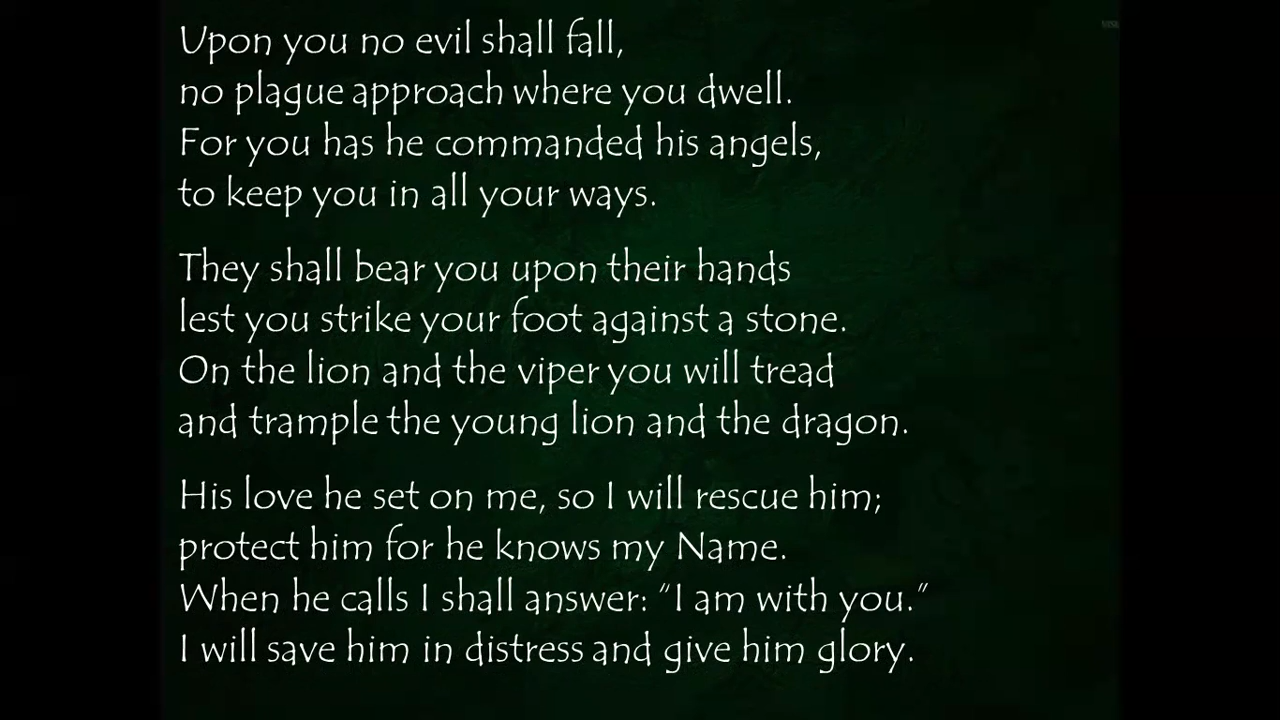 Upon you no evil shall fall,
no plague approach where you dwell.
For you has he commanded his angels,
to keep you in all your ways.
They shall bear you upon their hands
lest you strike your foot against a stone.
On the lion and the viper you will tread
and trample the young lion and the dragon.
His love he set on me, so I will rescue him;
protect him for he knows my Name.
When he calls I shall answer: “I am with you.”
I will save him in distress and give him glory.